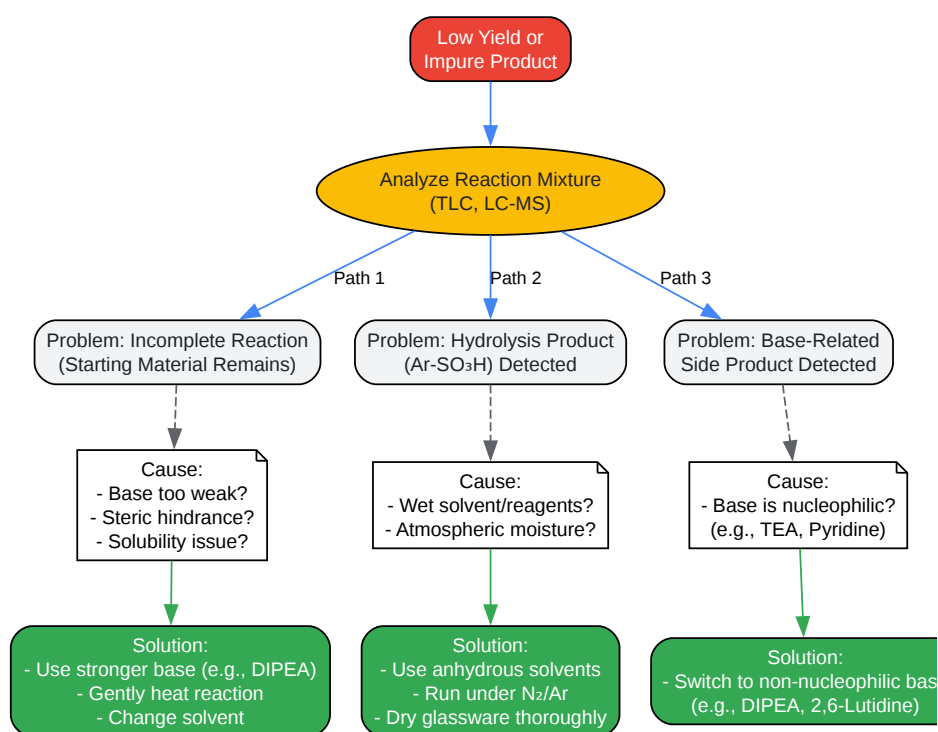 Low Yield or
Impure Product
Analyze Reaction Mixture
(TLC, LC-MS)
Path 1
Path 2
Path 3
Problem: Incomplete Reaction
(Starting Material Remains)
Problem: Hydrolysis Product
(Ar-SO₃H) Detected
Problem: Base-Related
Side Product Detected
Cause:
- Base too weak?
- Steric hindrance?
- Solubility issue?
Cause:
- Wet solvent/reagents?
- Atmospheric moisture?
Cause:
- Base is nucleophilic?
(e.g., TEA, Pyridine)
Solution:
- Use stronger base (e.g., DIPEA)
- Gently heat reaction
- Change solvent
Solution:
- Use anhydrous solvents
- Run under N₂/Ar
- Dry glassware thoroughly
Solution:
- Switch to non-nucleophilic base
(e.g., DIPEA, 2,6-Lutidine)